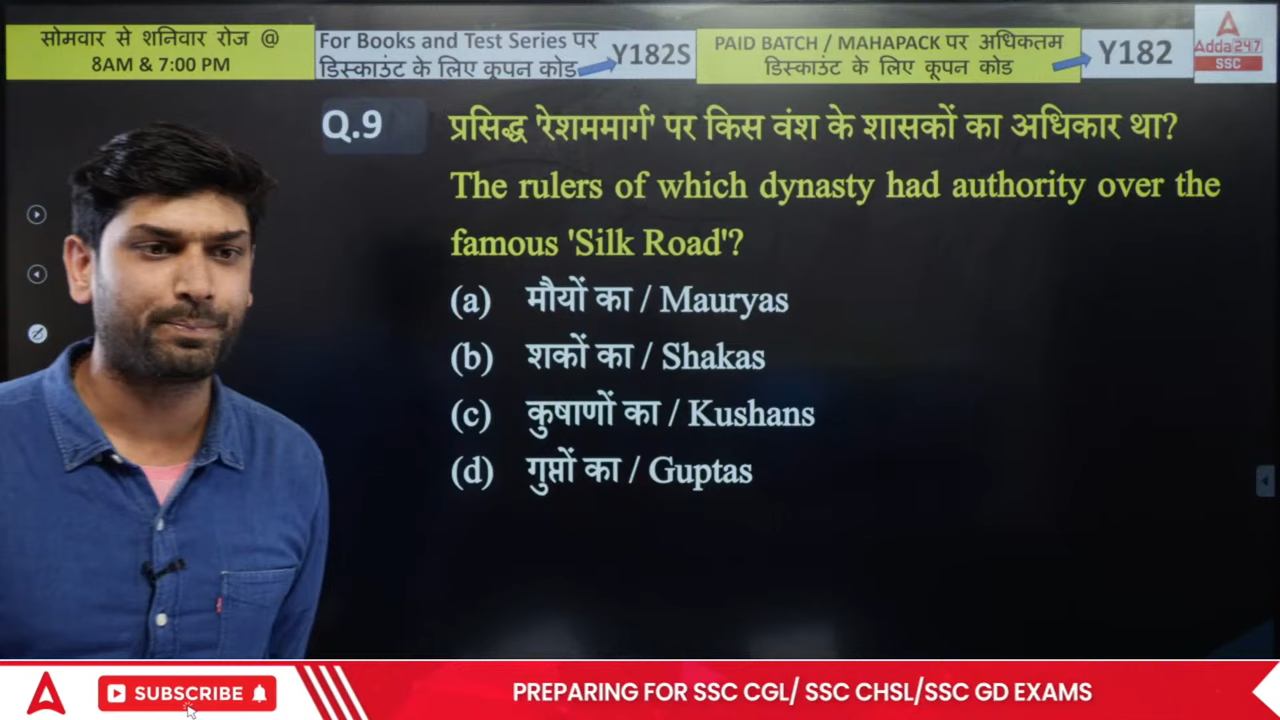 सोमवार से शनिवार रोज @
8AM & 7:00 PM
For Books and Test Series पर
डिस्काउंट के लिए कूपन कोड
Y182S
PAID BATCH / MAHAPACK पर अधिकतम
डिस्काउंट के लिए कूपन कोड
Y182
Adda247
SSC
Q.9
प्रसिद्ध 'रेशममार्ग' पर किस वंश के शासकों का अधिकार था?
The rulers of which dynasty had authority over the
famous 'Silk Road'?
(a) मौर्यों का / Mauryas
(b) शकों का / Shakas
(c) कुषाणों का / Kushans
(d) गुप्तों का / Guptas
SUBSCRIBE
PREPARING FOR SSC CGL/ SSC CHSL/SSC GD EXAMS